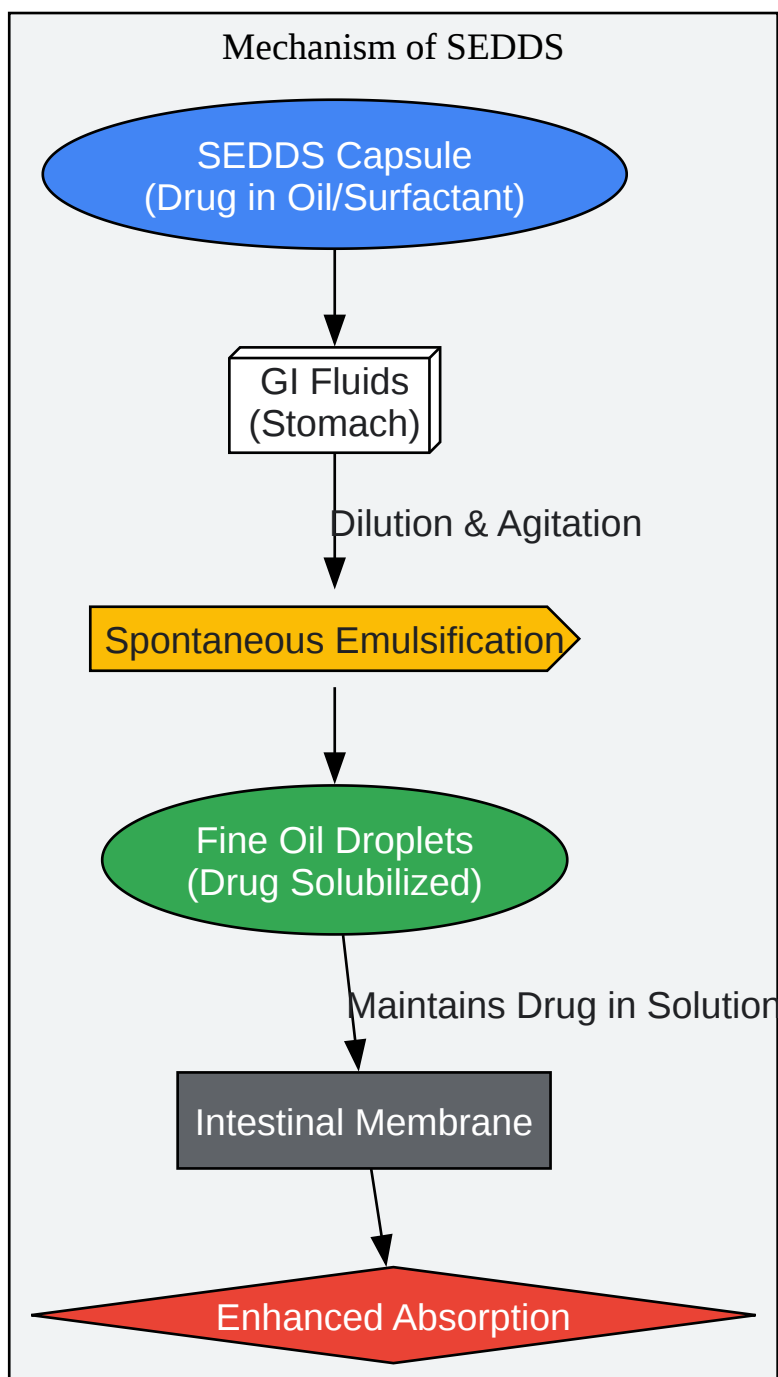 Mechanism of SEDDS
SEDDS Capsule
(Drug in Oil/Surfactant)
GI Fluids
(Stomach)
Dilution & Agitation
Spontaneous Emulsification
Fine Oil Droplets
(Drug Solubilized)
Maintains Drug in Solution
Intestinal Membrane
Enhanced Absorption